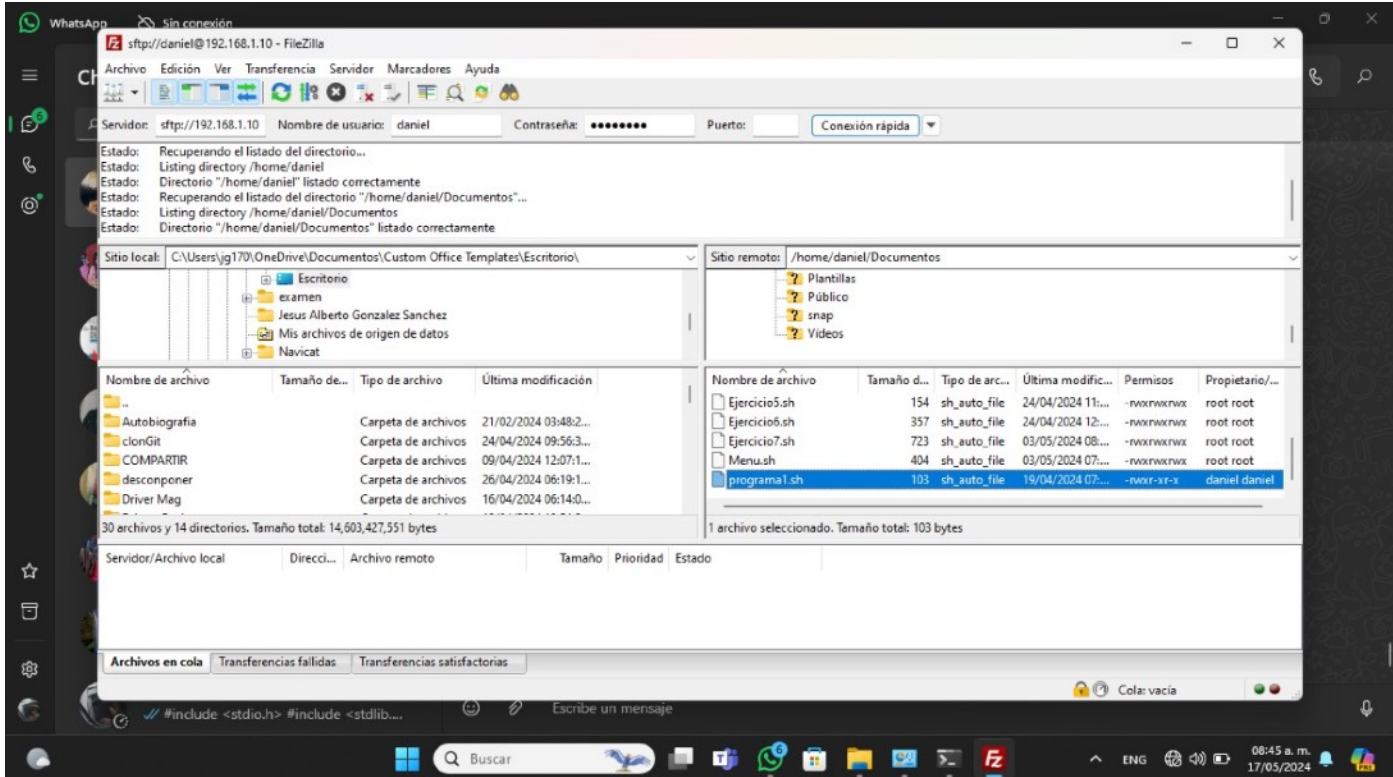 WhatsApp Sin conexión
sftp://daniel@192.168.1.10 - FileZilla
Archivo Edición Ver Transferencia Servidor Marcadores Ayuda
Servidor: sftp://192.168.1.10 Nombre de usuario: daniel Contraseña: ●●●●●●●● Puerto: Conexión rápida
Estado: Recuperando el listado del directorio...
Estado: Listing directory /home/daniel
Estado: Directorio "/home/daniel" listado correctamente
Estado: Recuperando el listado del directorio "/home/daniel/Documentos"...
Estado: Listing directory /home/daniel/Documentos
Estado: Directorio "/home/daniel/Documentos" listado correctamente
Sitio local: C:\Users\jg170\OneDrive\Documentos\Custom Office Templates\Escritorio\
Escritorio
examen
Jesus Alberto Gonzalez Sanchez
Mis archivos de origen de datos
Navicat
Sitio remoto: /home/daniel/Documentos
Plantillas
Público
snap
Vídeos
Nombre de archivo Tamaño de... Tipo de archivo Última modificación
..
Autobiografia Carpeta de archivos 21/02/2024 03:48:2...
clonGit Carpeta de archivos 24/04/2024 09:56:3...
COMPARTIR Carpeta de archivos 09/04/2024 12:07:1...
desconponer Carpeta de archivos 26/04/2024 06:19:1...
Driver Mag Carpeta de archivos 16/04/2024 06:14:0...
30 archivos y 14 directorios. Tamaño total: 14,603,427,551 bytes
Nombre de archivo Tamaño d... Tipo de arc... Última modific... Permisos Propietario/...
Ejercicio5.sh 154 sh_auto_file 24/04/2024 11:... -rwxrwxrwx root root
Ejercicio6.sh 357 sh_auto_file 24/04/2024 12:... -rwxrwxrwx root root
Ejercicio7.sh 723 sh_auto_file 03/05/2024 08:... -rwxrwxrwx root root
Menu.sh 404 sh_auto_file 03/05/2024 07:... -rwxrwxrwx root root
programa1.sh 103 sh_auto_file 19/04/2024 07:... -rwxr-xr-x daniel daniel
1 archivo seleccionado. Tamaño total: 103 bytes
Servidor/Archivo local Direcci... Archivo remoto Tamaño Prioridad Estado
Archivos en cola Transferencias fallidas Transferencias satisfactorias
Cola: vacía
#include <stdio.h> #include <stdlib....
Escribe un mensaje
Buscar
ENG
08:45 a. m.
17/05/2024